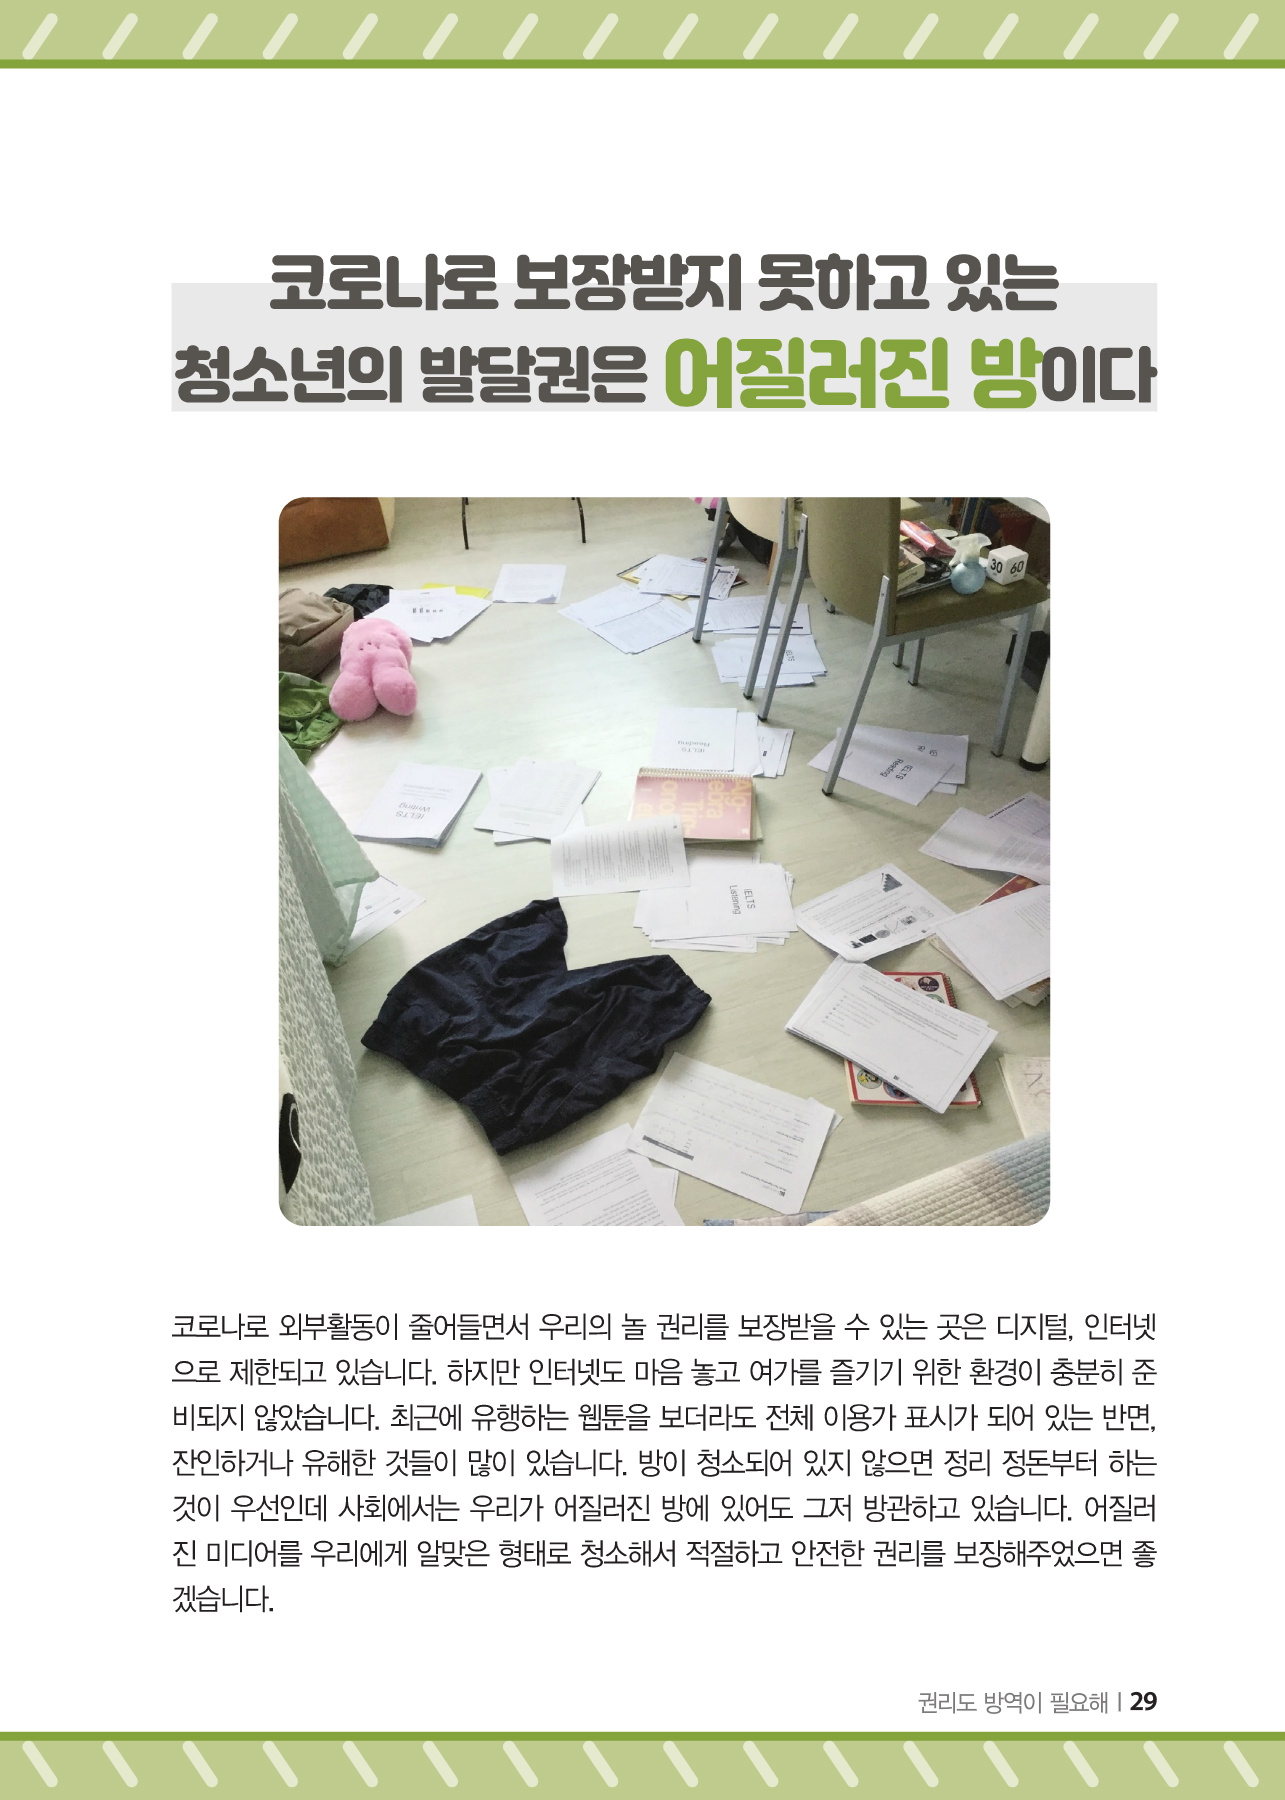 코로나로 보장받지 못하고 있는
청소년의 발달권은 어질러진 방이다
30 60
IELTS
IELTS
Reading
IELTS
Reading
IELTS
Writing
Alg-
ebra
Trig-
ono
IELTS
Listening
코로나로 외부활동이 줄어들면서 우리의 놀 권리를 보장받을 수 있는 곳은 디지털, 인터넷
으로 제한되고 있습니다. 하지만 인터넷도 마음 놓고 여가를 즐기기 위한 환경이 충분히 준
비되지 않았습니다. 최근에 유행하는 웹툰을 보더라도 전체 이용가 표시가 되어 있는 반면,
잔인하거나 유해한 것들이 많이 있습니다. 방이 청소되어 있지 않으면 정리 정돈부터 하는
것이 우선인데 사회에서는 우리가 어질러진 방에 있어도 그저 방관하고 있습니다. 어질러
진 미디어를 우리에게 알맞은 형태로 청소해서 적절하고 안전한 권리를 보장해주었으면 좋
겠습니다.
권리도 방역이 필요해 | 29